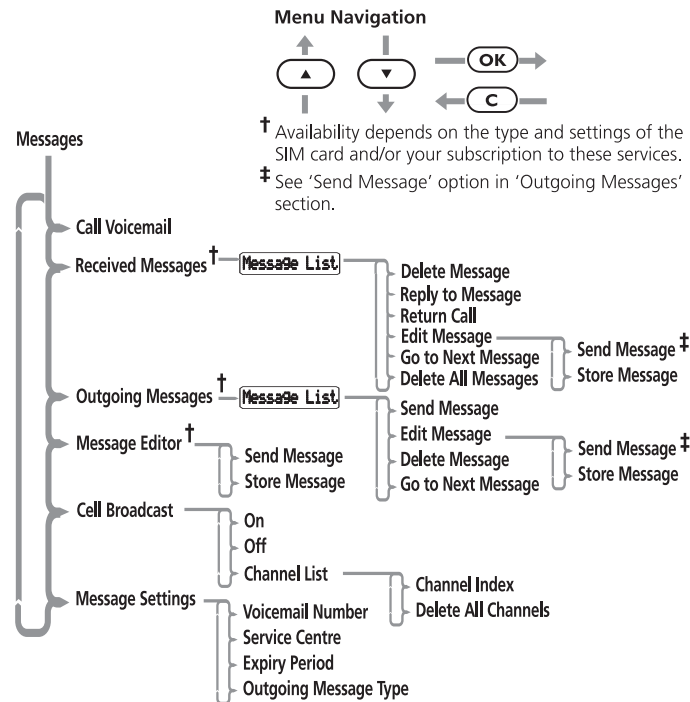 Menu Navigation
OK
C
† Availability depends on the type and settings of the
SIM card and/or your subscription to these services.
‡ See 'Send Message' option in 'Outgoing Messages'
section.
Messages
Call Voicemail
Received Messages †
Message List
Delete Message
Reply to Message
Return Call
Edit Message
Go to Next Message
Delete All Messages
Send Message ‡
Store Message
Outgoing Messages †
Message List
Send Message
Edit Message
Delete Message
Go to Next Message
Send Message ‡
Store Message
Message Editor †
Send Message
Store Message
Cell Broadcast
On
Off
Channel List
Channel Index
Delete All Channels
Message Settings
Voicemail Number
Service Centre
Expiry Period
Outgoing Message Type